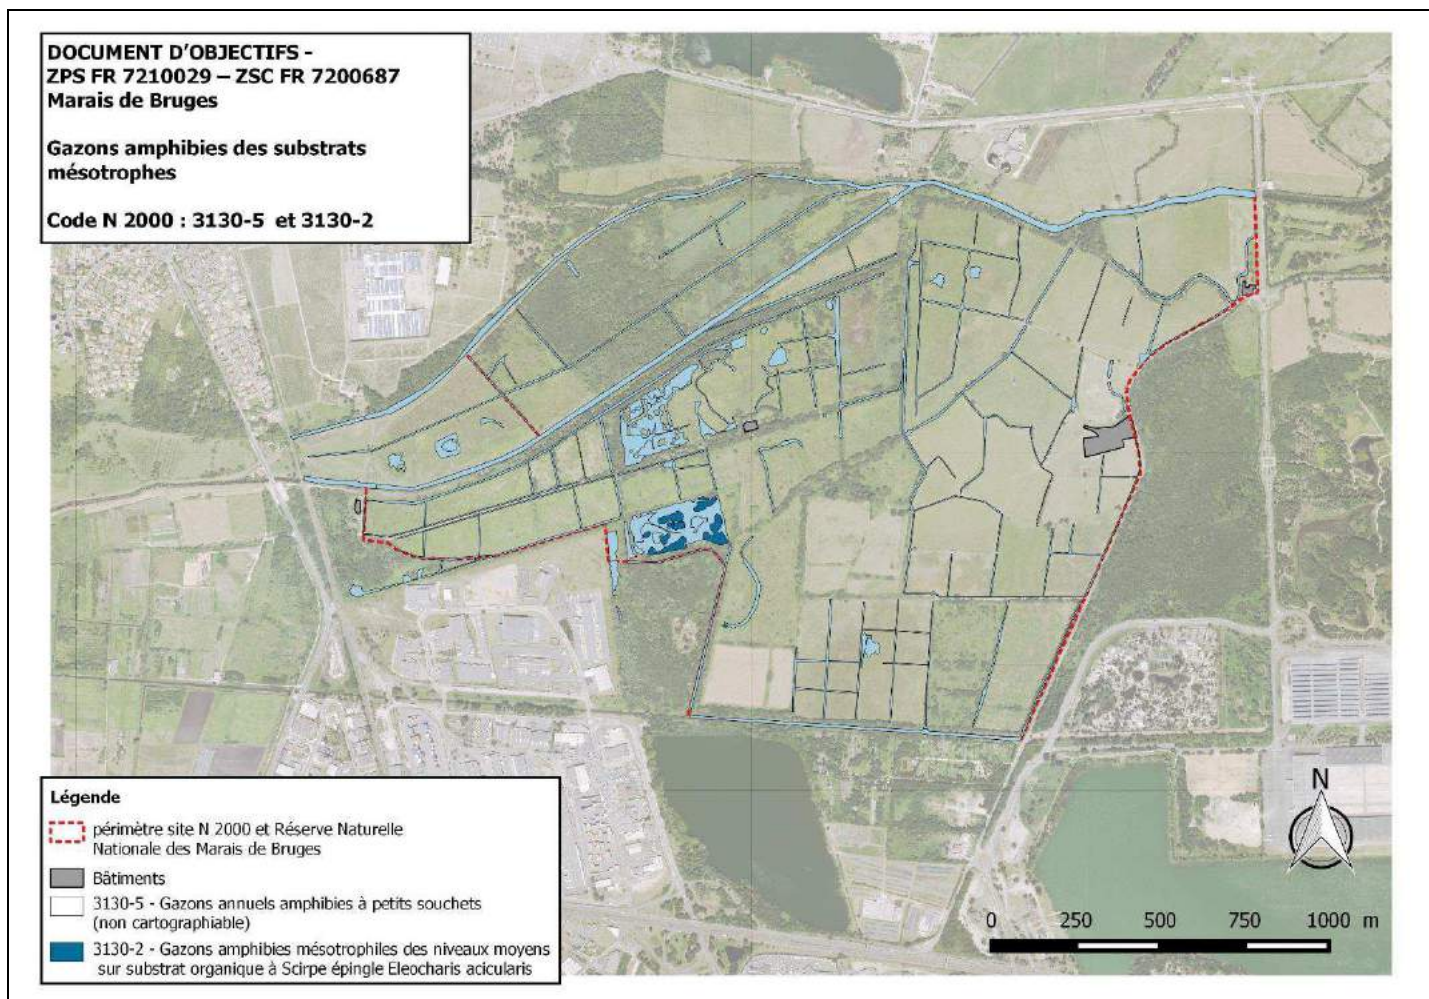 DOCUMENT D'OBJECTIFS -
ZPS FR 7210029 – ZSC FR 7200687
Marais de Bruges
Gazons amphibies des substrats
mésotrophes
Code N 2000 : 3130-5 et 3130-2
Légende
périmètre site N 2000 et Réserve Naturelle
Nationale des Marais de Bruges
Bâtiments
3130-5 - Gazons annuels amphibies à petits souchets
(non cartographiable)
3130-2 - Gazons amphibies mésotrophiles des niveaux moyens
sur substrat organique à Scirpe épingle Eleocharis acicularis
N
0 250 500 750 1000 m